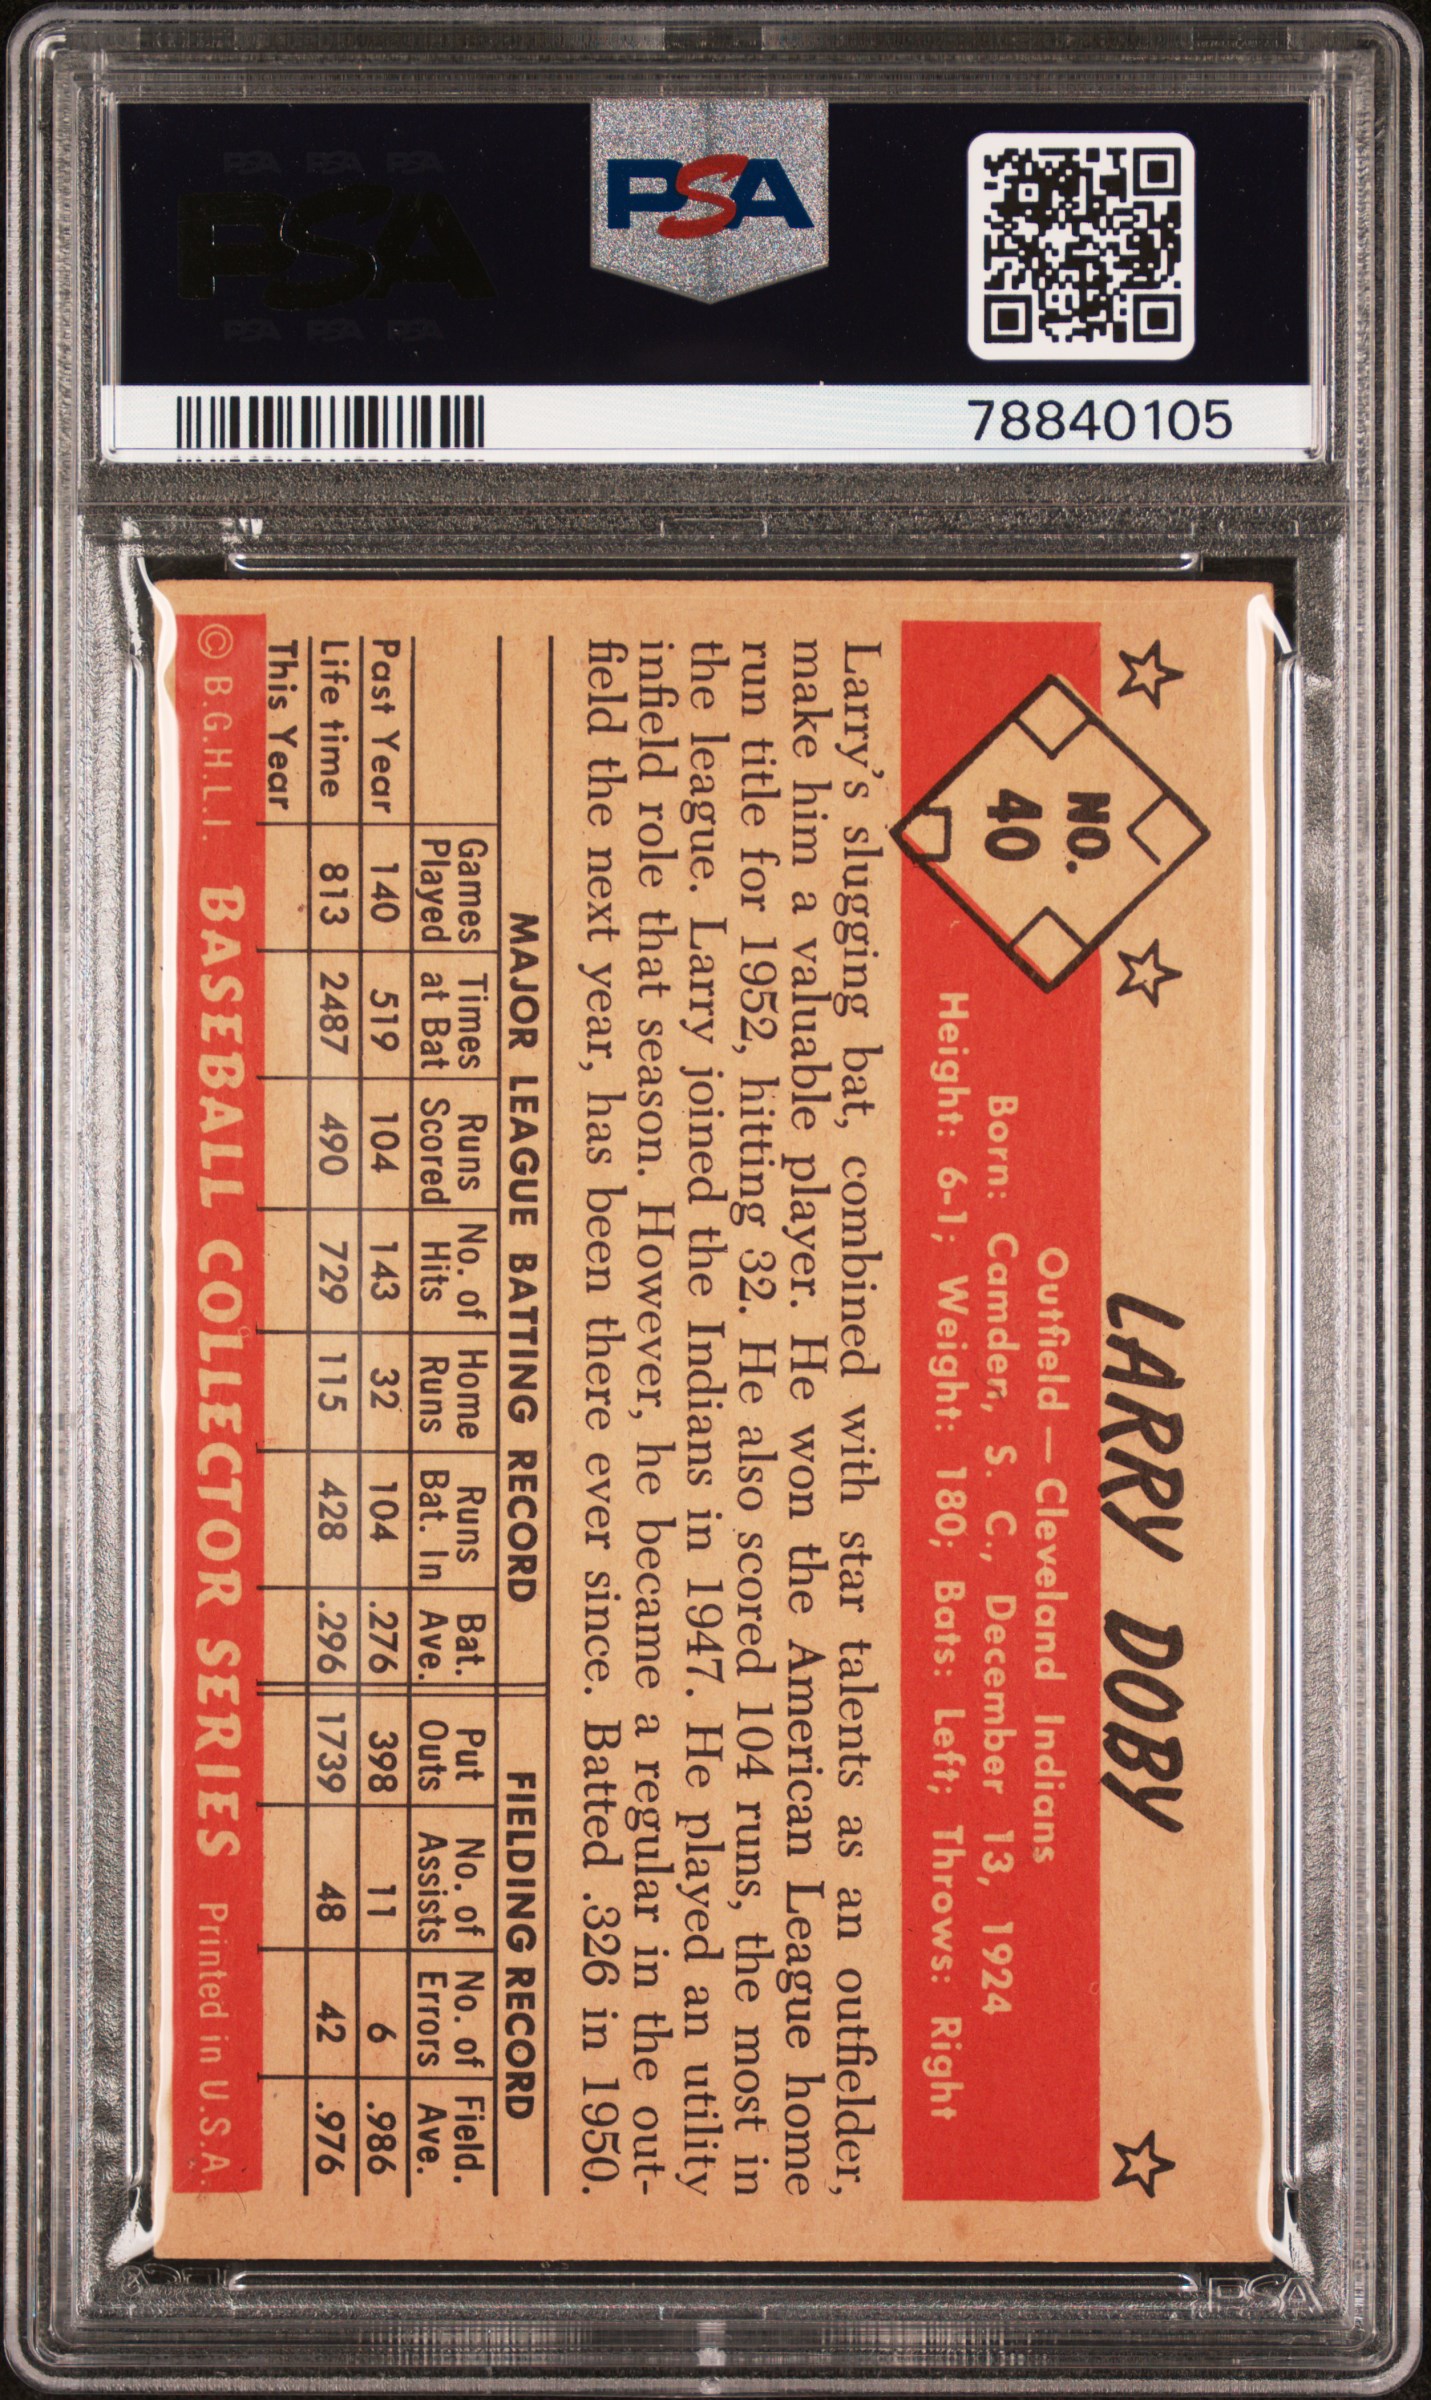 PSA PSA PSA
PSA
PSA PSA PSA
PSA
78840105
NO.
40
LARRY DOBY
Outfield — Cleveland Indians
Born: Camden, S. C., December 13, 1924
Height: 6-1; Weight: 180; Bats: Left; Throws: Right
Larry's slugging bat, combined with star talents as an outfielder,
make him a valuable player. He won the American League home
run title for 1952, hitting 32. He also scored 104 runs, the most in
the league. Larry joined the Indians in 1947. He played an utility
infield role that season. However, he became a regular in the out-
field the next year, has been there ever since. Batted .326 in 1950.
MAJOR LEAGUE BATTING RECORD FIELDING RECORD
Games Times Runs No. of Home Runs Bat. Put No. of No. of Field.
Played at Bat Scored Hits Runs Bat. In Ave. Outs Assists Errors Ave.
Past Year 140 519 104 143 32 104 .276 398 11 6 .986
Life time 813 2487 490 729 115 428 .296 1739 48 42 .976
This Year
© B.G.H.L.I. BASEBALL COLLECTOR SERIES Printed in U.S.A.
PSA